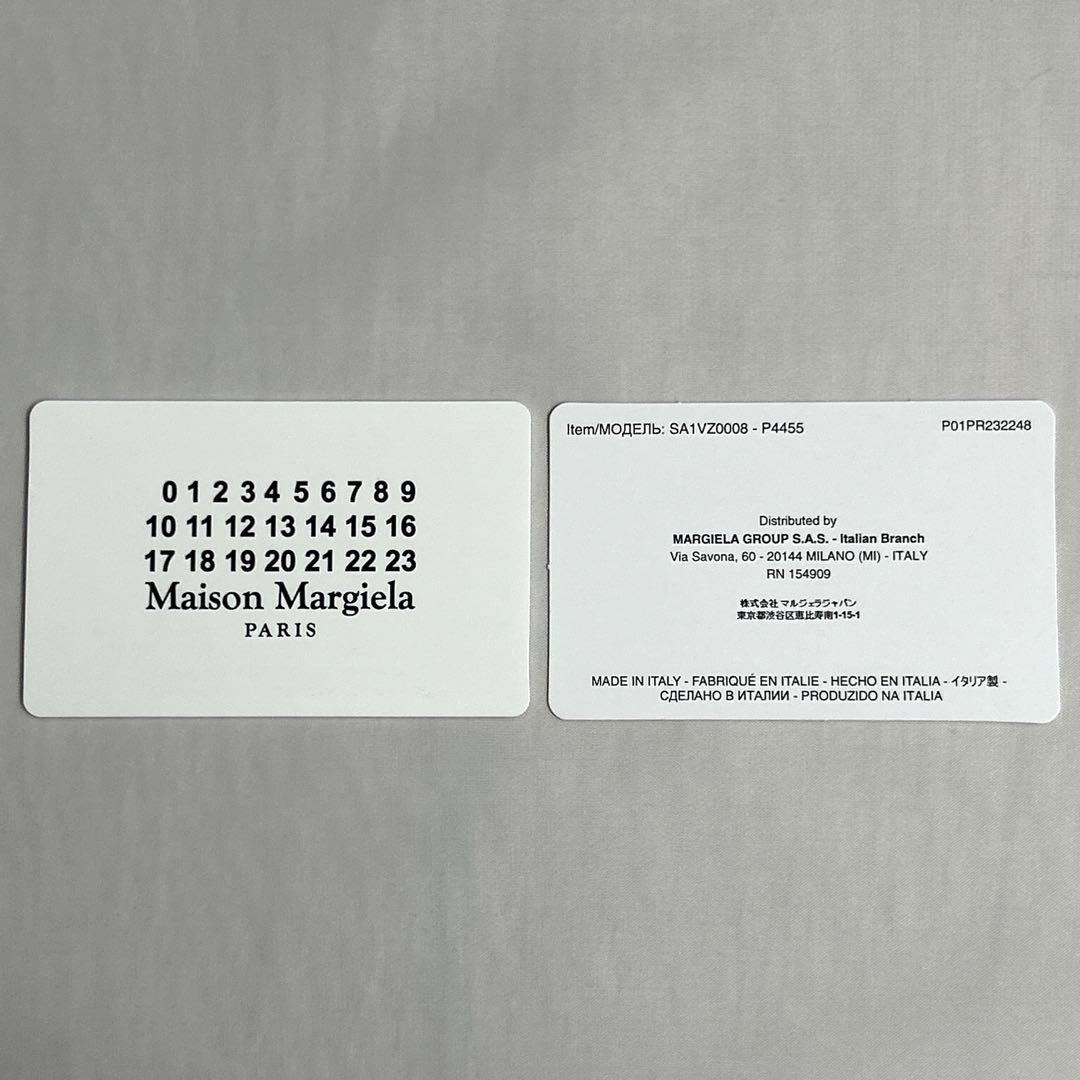 0 1 2 3 4 5 6 7 8 9
10 11 12 13 14 15 16
17 18 19 20 21 22 23
Maison Margiela
PARIS
Item/МОДЕЛЬ: SA1VZ0008 - P4455
P01PR232248
Distributed by
MARGIELA GROUP S.A.S. - Italian Branch
Via Savona, 60 - 20144 MILANO (MI) - ITALY
RN 154909
株式会社 マルジェラジャパン
東京都渋谷区恵比寿南1-15-1
MADE IN ITALY - FABRIQUÉ EN ITALIE - HECHO EN ITALIA - イタリア製 -
СДЕЛАНО В ИТАЛИИ - PRODUZIDO NA ITALIA